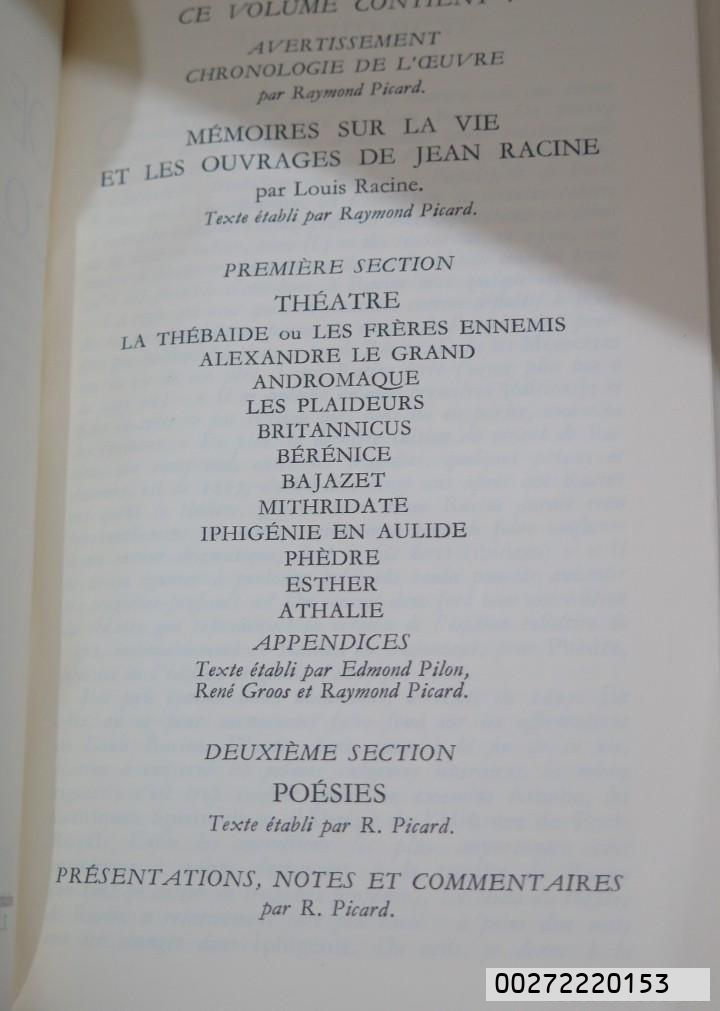 CE VOLUME CONTIENT :
AVERTISSEMENT
CHRONOLOGIE DE L'ŒUVRE
par Raymond Picard.
MÉMOIRES SUR LA VIE
ET LES OUVRAGES DE JEAN RACINE
par Louis Racine.
Texte établi par Raymond Picard.
PREMIÈRE SECTION
THÉATRE
LA THÉBAIDE ou LES FRÈRES ENNEMIS
ALEXANDRE LE GRAND
ANDROMAQUE
LES PLAIDEURS
BRITANNICUS
BÉRÉNICE
BAJAZET
MITHRIDATE
IPHIGÉNIE EN AULIDE
PHÈDRE
ESTHER
ATHALIE
APPENDICES
Texte établi par Edmond Pilon,
René Groos et Raymond Picard.
DEUXIÈME SECTION
POÉSIES
Texte établi par R. Picard.
PRÉSENTATIONS, NOTES ET COMMENTAIRES
par R. Picard.
00272220153